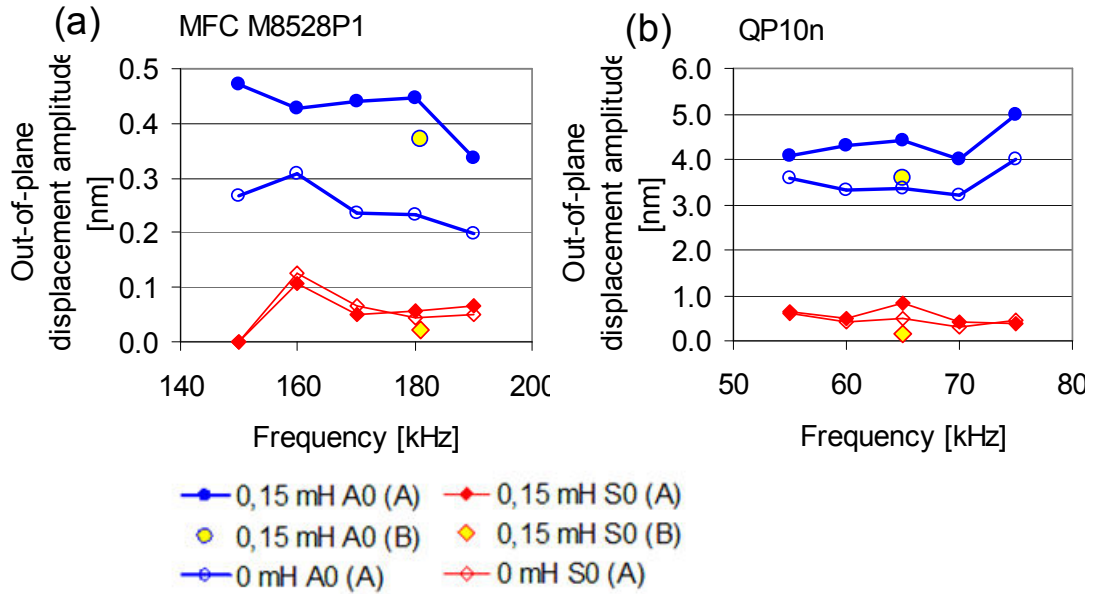 (a) MFC M8528P1
Out-of-plane
displacement amplitude
[nm]
0.5
0.4
0.3
0.2
0.1
0.0
140 160 180 200
Frequency [kHz]
(b) QP10n
Out-of-plane
displacement amplitude
[nm]
6.0
5.0
4.0
3.0
2.0
1.0
0.0
50 60 70 80
Frequency [kHz]
0,15 mH A0 (A) 0,15 mH S0 (A)
0,15 mH A0 (B) 0,15 mH S0 (B)
0 mH A0 (A) 0 mH S0 (A)